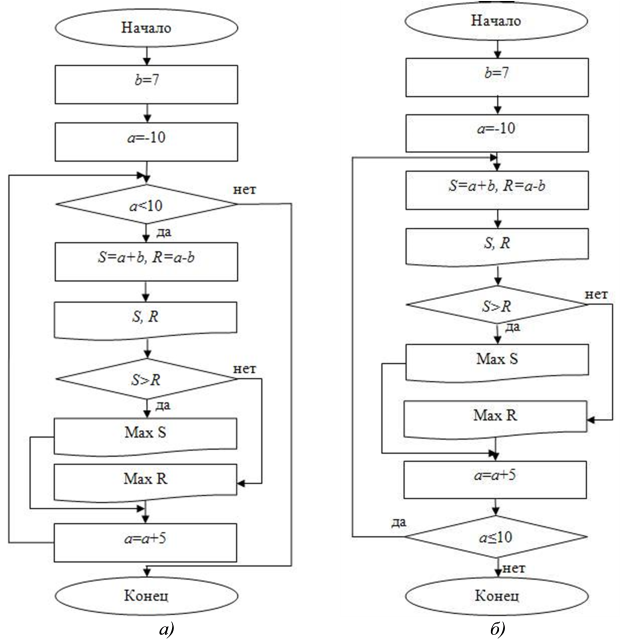 Начало
b=7
a=-10
a<10
нет
да
S=a+b, R=a-b
S, R
S>R
нет
да
Max S
Max R
a=a+5
Конец
а)
Начало
b=7
a=-10
S=a+b, R=a-b
S, R
S>R
нет
да
Max S
Max R
a=a+5
да
a≤10
нет
Конец
б)